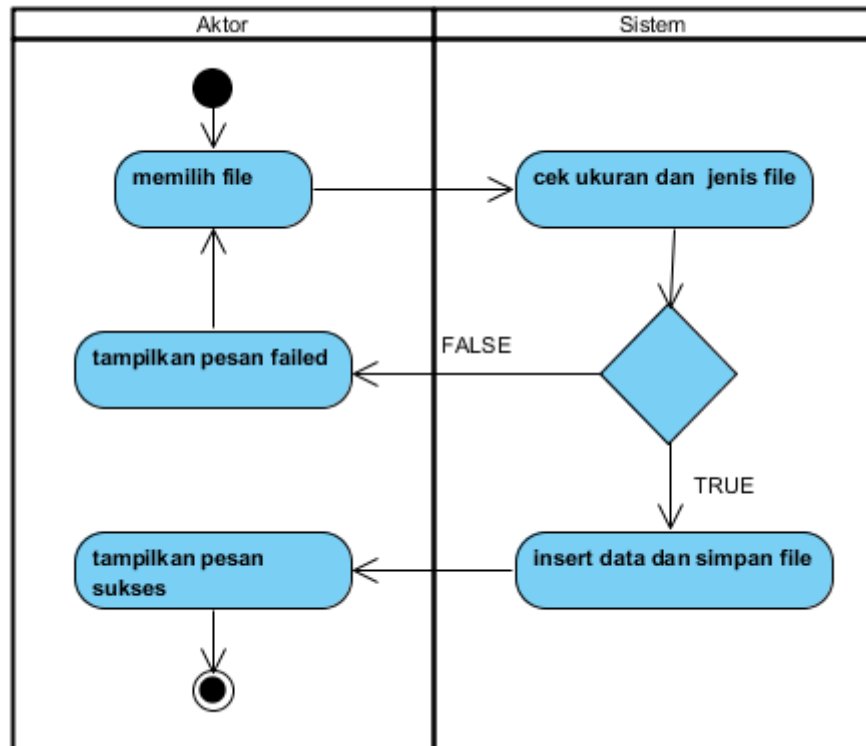 Aktor
Sistem
memilih file
cek ukuran dan jenis file
tampilkan pesan failed
FALSE
TRUE
tampilkan pesan
sukses
insert data dan simpan file